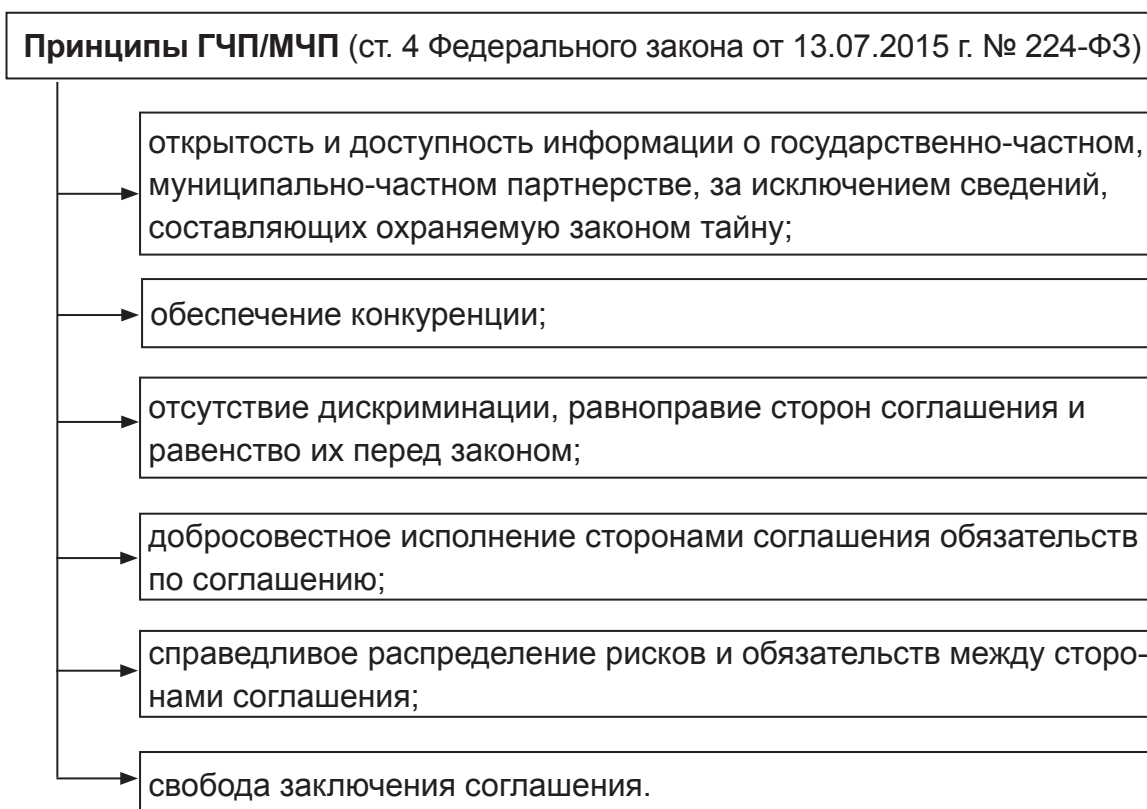 Принципы ГЧП/МЧП (ст. 4 Федерального закона от 13.07.2015 г. № 224-ФЗ)
открытость и доступность информации о государственно-частном,
муниципально-частном партнерстве, за исключением сведений,
составляющих охраняемую законом тайну;
обеспечение конкуренции;
отсутствие дискриминации, равноправие сторон соглашения и
равенство их перед законом;
добросовестное исполнение сторонами соглашения обязательств
по соглашению;
справедливое распределение рисков и обязательств между сторо-
нами соглашения;
свобода заключения соглашения.